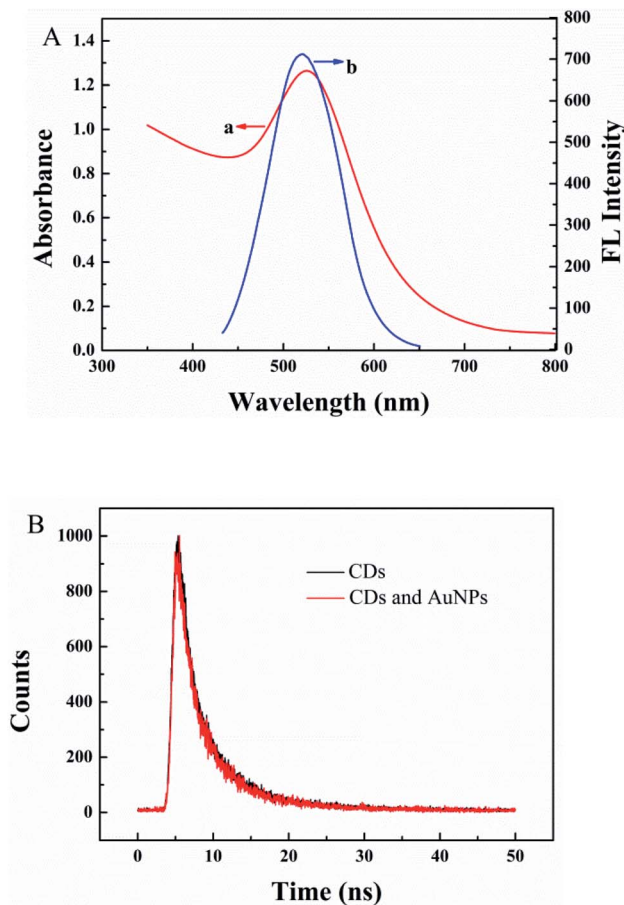 A
a
b
1.4
1.2
1.0
0.8
0.6
0.4
0.2
0.0
Absorbance
800
700
600
500
400
300
200
100
0
FL Intensity
300 400 500 600 700 800
Wavelength (nm)
B
1000
800
600
400
200
0
Counts
CDs
CDs and AuNPs
0 10 20 30 40 50
Time (ns)